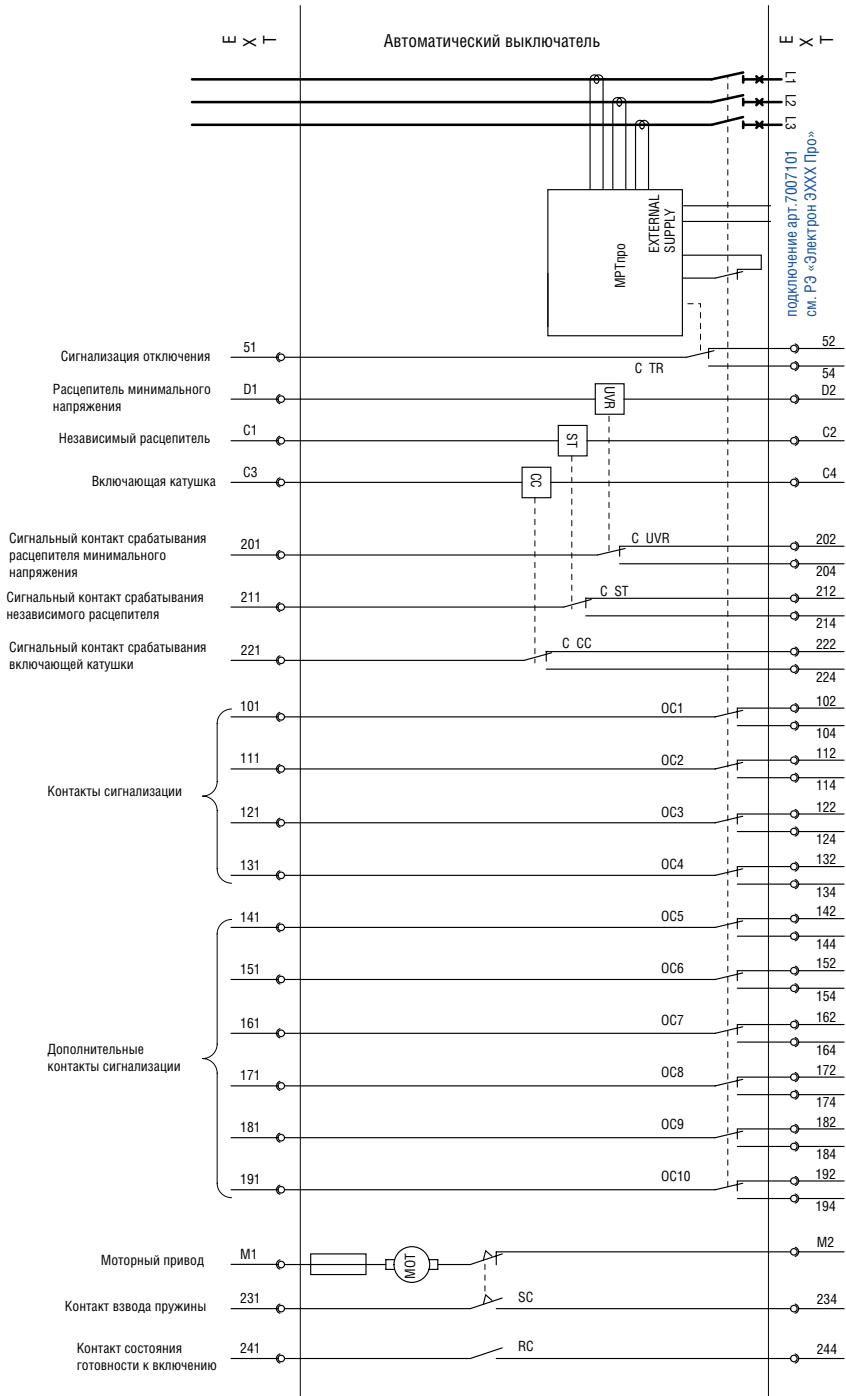 Е Х Т
Автоматический выключатель
Е Х Т
L1
L2
L3
подключение арт.7007101
см. РЭ «Электрон ЭХХХ Про»
МРТпро
EXTERNAL
SUPPLY
Сигнализация отключения
51
C TR
52
54
Расцепитель минимального
напряжения
D1
UVR
D2
Независимый расцепитель
C1
ST
C2
Включающая катушка
C3
CC
C4
Сигнальный контакт срабатывания
расцепителя минимального
напряжения
201
C UVR
202
204
Сигнальный контакт срабатывания
независимого расцепителя
211
C ST
212
214
Сигнальный контакт срабатывания
включающей катушки
221
C CC
222
224
Контакты сигнализации
101
OC1
102
104
111
OC2
112
114
121
OC3
122
124
131
OC4
132
134
Дополнительные
контакты сигнализации
141
OC5
142
144
151
OC6
152
154
161
OC7
162
164
171
OC8
172
174
181
OC9
182
184
191
OC10
192
194
Моторный привод
M1
МОТ
M2
Контакт взвода пружины
231
SC
234
Контакт состояния
готовности к включению
241
RC
244